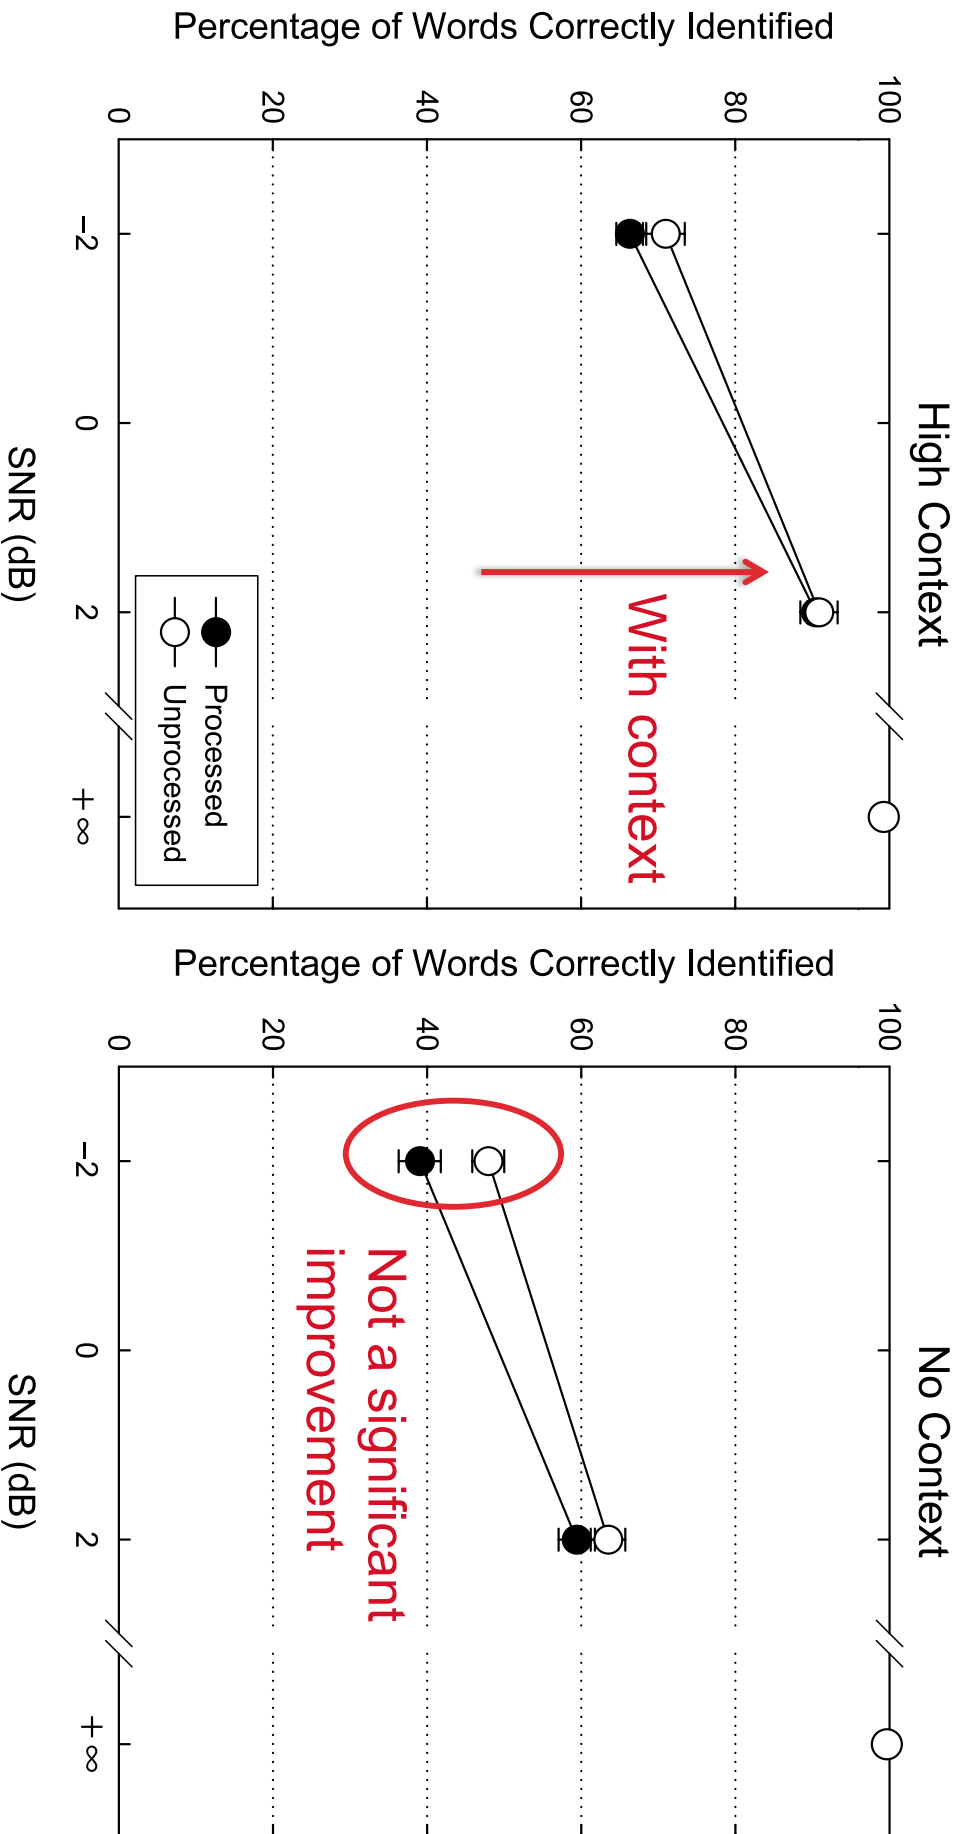 High Context
Percentage of Words Correctly Identified
100
80
60
40
20
0
−2
0
2
+∞
SNR (dB)
With context
Processed
Unprocessed
No Context
Percentage of Words Correctly Identified
100
80
60
40
20
0
−2
0
2
+∞
SNR (dB)
Not a significant
improvement